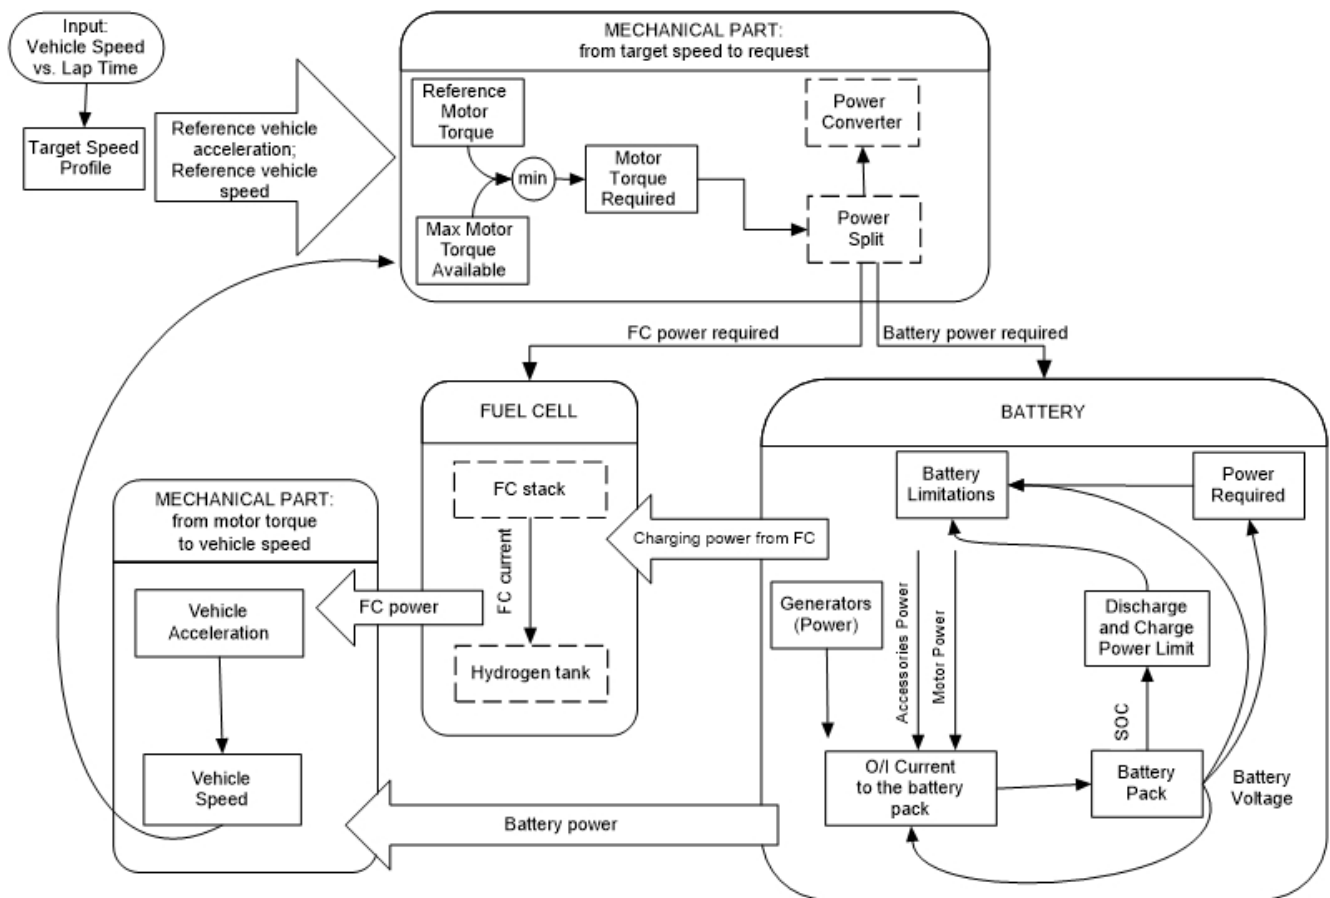 Input:
Vehicle Speed
vs. Lap Time
Target Speed
Profile
Reference vehicle
acceleration;
Reference vehicle
speed
MECHANICAL PART:
from target speed to request
Reference
Motor
Torque
min
Max Motor
Torque
Available
Motor
Torque
Required
Power
Converter
Power
Split
FC power required
Battery power required
FUEL CELL
FC stack
FC current
Hydrogen tank
BATTERY
Battery
Limitations
Power
Required
Charging power from FC
Generators
(Power)
Accessories Power
Motor Power
Discharge
and Charge
Power Limit
SOC
O/I Current
to the battery
pack
Battery
Pack
Battery
Voltage
MECHANICAL PART:
from motor torque
to vehicle speed
Vehicle
Acceleration
FC power
Vehicle
Speed
Battery power